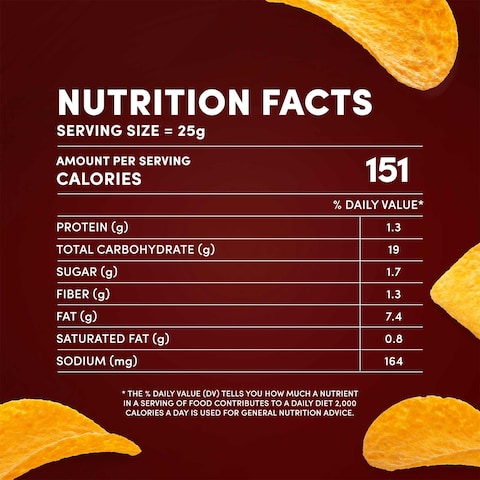 NUTRITION FACTS
SERVING SIZE = 25g
AMOUNT PER SERVING
CALORIES 151
% DAILY VALUE*
PROTEIN (g) 1.3
TOTAL CARBOHYDRATE (g) 19
SUGAR (g) 1.7
FIBER (g) 1.3
FAT (g) 7.4
SATURATED FAT (g) 0.8
SODIUM (mg) 164
* THE % DAILY VALUE (DV) TELLS YOU HOW MUCH A NUTRIENT
IN A SERVING OF FOOD CONTRIBUTES TO A DAILY DIET 2,000
CALORIES A DAY IS USED FOR GENERAL NUTRITION ADVICE.